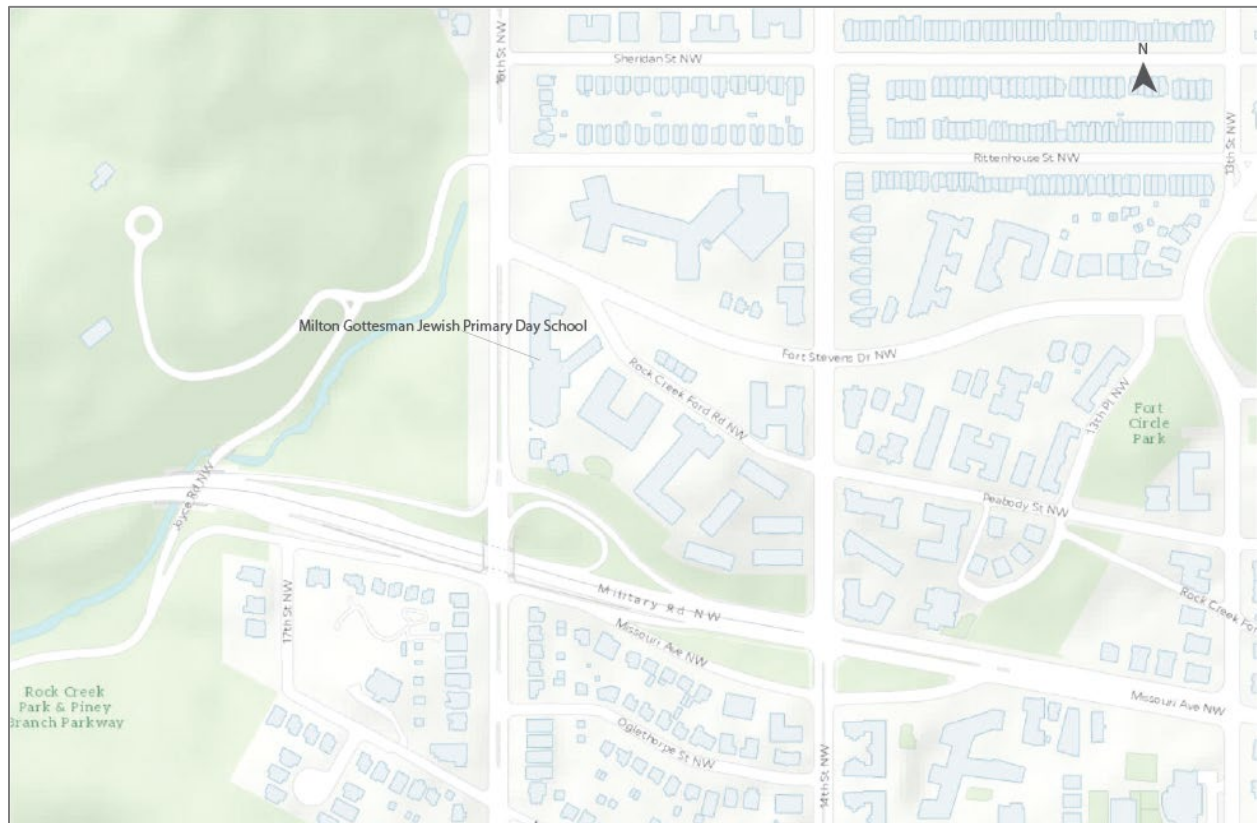 16th St NW
Sheridan St NW
N
Rittenhouse St NW
13th St NW
Milton Gottesman Jewish Primary Day School
Fort Stevens Dr NW
Rock Creek Ford Rd NW
13th Pl NW
Fort
Circle
Park
Joyce Rd NW
Peabody St NW
Military Rd NW
17th St NW
Missouri Ave NW
Rock Creek For
Rock Creek
Park & Piney
Branch Parkway
Missouri Ave NW
Oglethorpe St NW
14th St NW